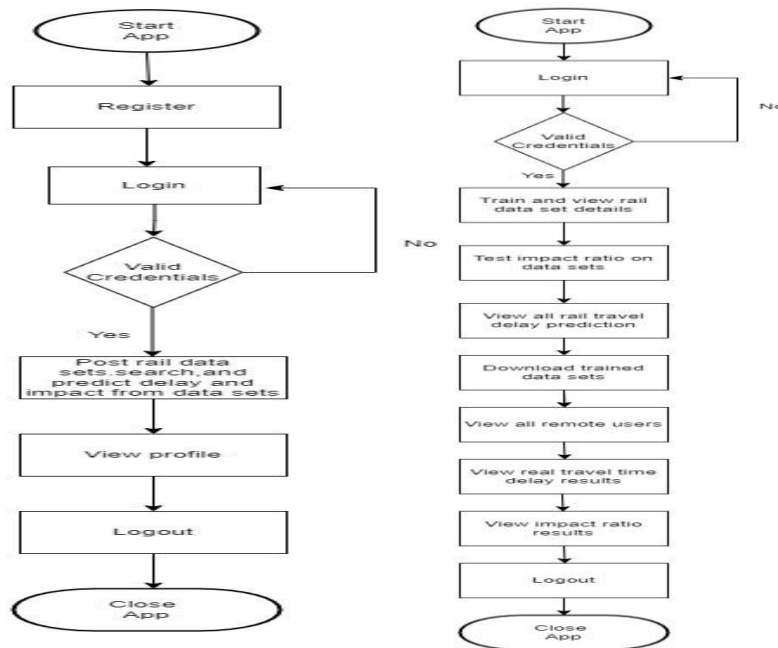 Start
App
Register
Login
No
Valid
Credentials
Yes
Post rail data
sets.search,and
predict delay and
impact from data sets
View profile
Logout
Close
App
Start
App
Login
No
Valid
Credentials
Yes
Train and view rail
data set details
Test impact ratio on
data sets
View all rail travel
delay prediction
Download trained
data sets
View all remote users
View real travel time
delay results
View impact ratio
results
Logout
Close
App